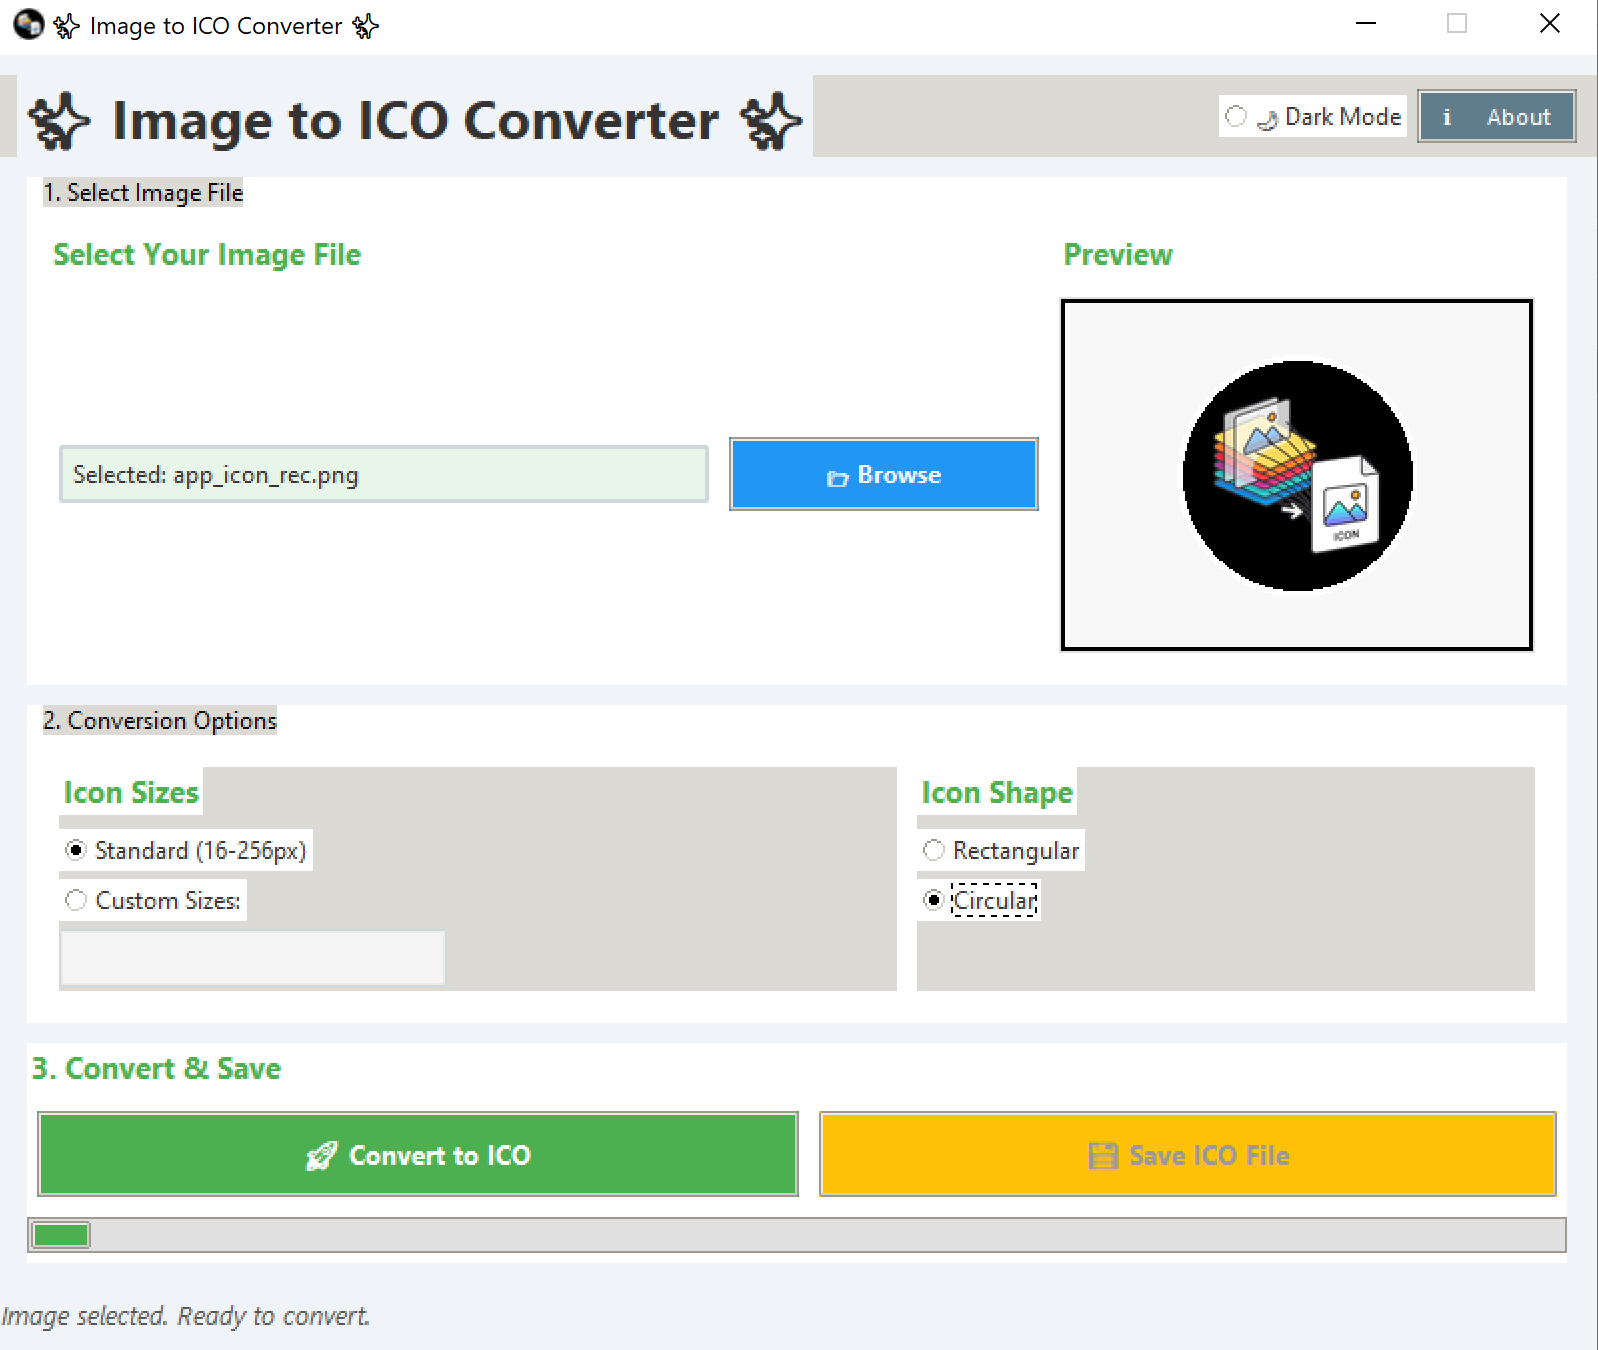 ✨ Image to ICO Converter ✨
✨ Image to ICO Converter ✨
🌙 Dark Mode
ℹ About
1. Select Image File
Select Your Image File
Preview
Selected: app_icon_rec.png
📂 Browse
ICON
2. Conversion Options
Icon Sizes
Standard (16-256px)
Custom Sizes:
Icon Shape
Rectangular
Circular
3. Convert & Save
🚀 Convert to ICO
💾 Save ICO File
Image selected. Ready to convert.